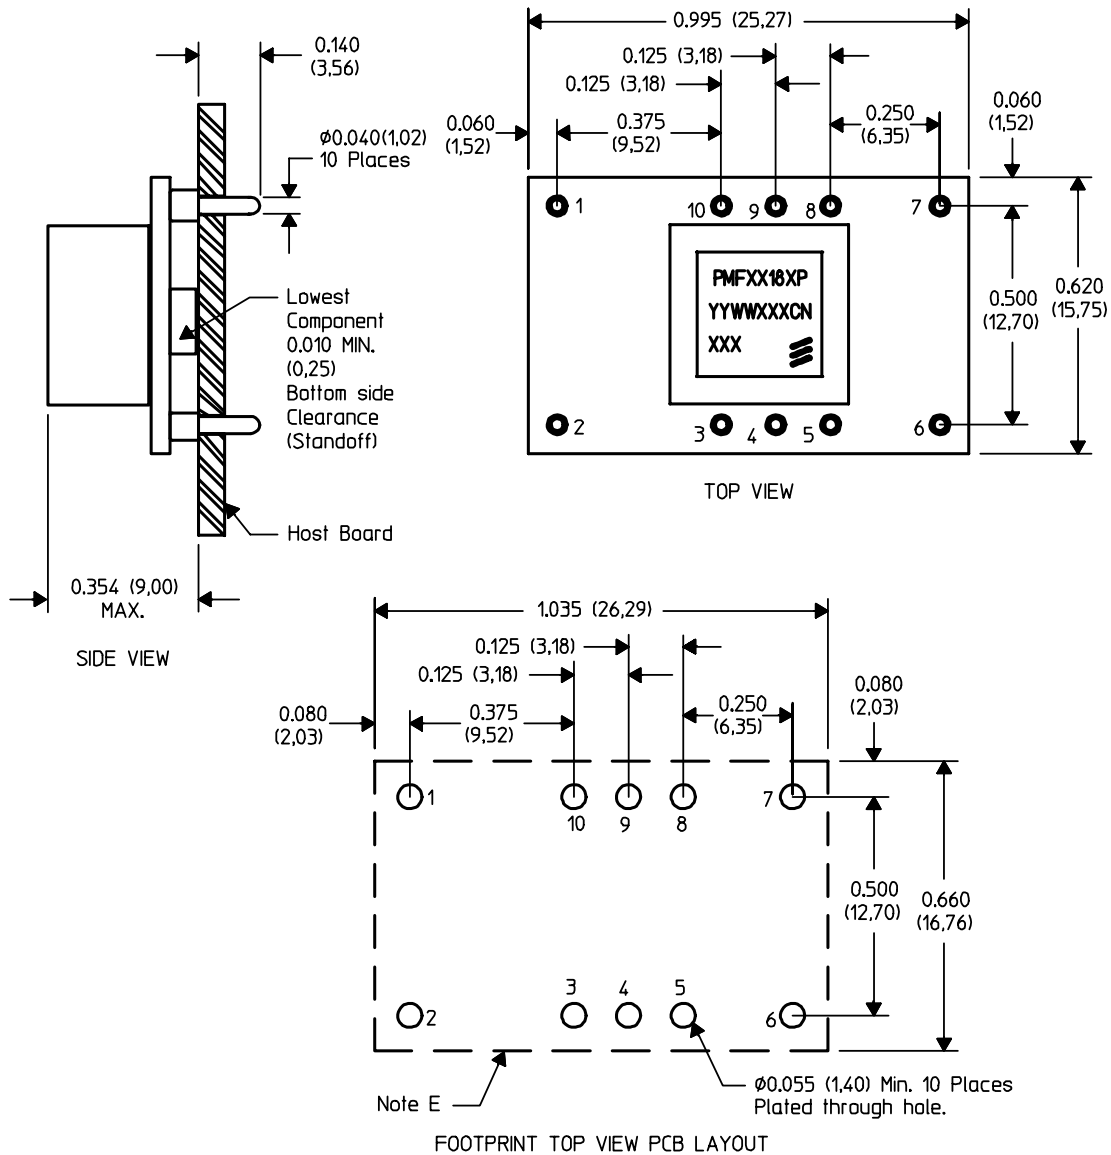 0.140
(3,56)
Ø0.040(1,02)
10 Places
Lowest
Component
0.010 MIN.
(0,25)
Bottom side
Clearance
(Standoff)
Host Board
0.354 (9,00)
MAX.
SIDE VIEW
0.995 (25,27)
0.125 (3,18)
0.125 (3,18)
0.060
(1,52)
0.375
(9,52)
0.250
(6,35)
0.060
(1,52)
1
10
9
8
7
PMFXX18XP
YYWWXXXCN
XXX
0.500
(12,70)
0.620
(15,75)
2
3
4
5
6
TOP VIEW
1.035 (26,29)
0.125 (3,18)
0.125 (3,18)
0.080
(2,03)
0.375
(9,52)
0.250
(6,35)
0.080
(2,03)
1
10
9
8
7
0.500
(12,70)
0.660
(16,76)
2
3
4
5
6
Note E
Ø0.055 (1,40) Min. 10 Places
Plated through hole.
FOOTPRINT TOP VIEW PCB LAYOUT